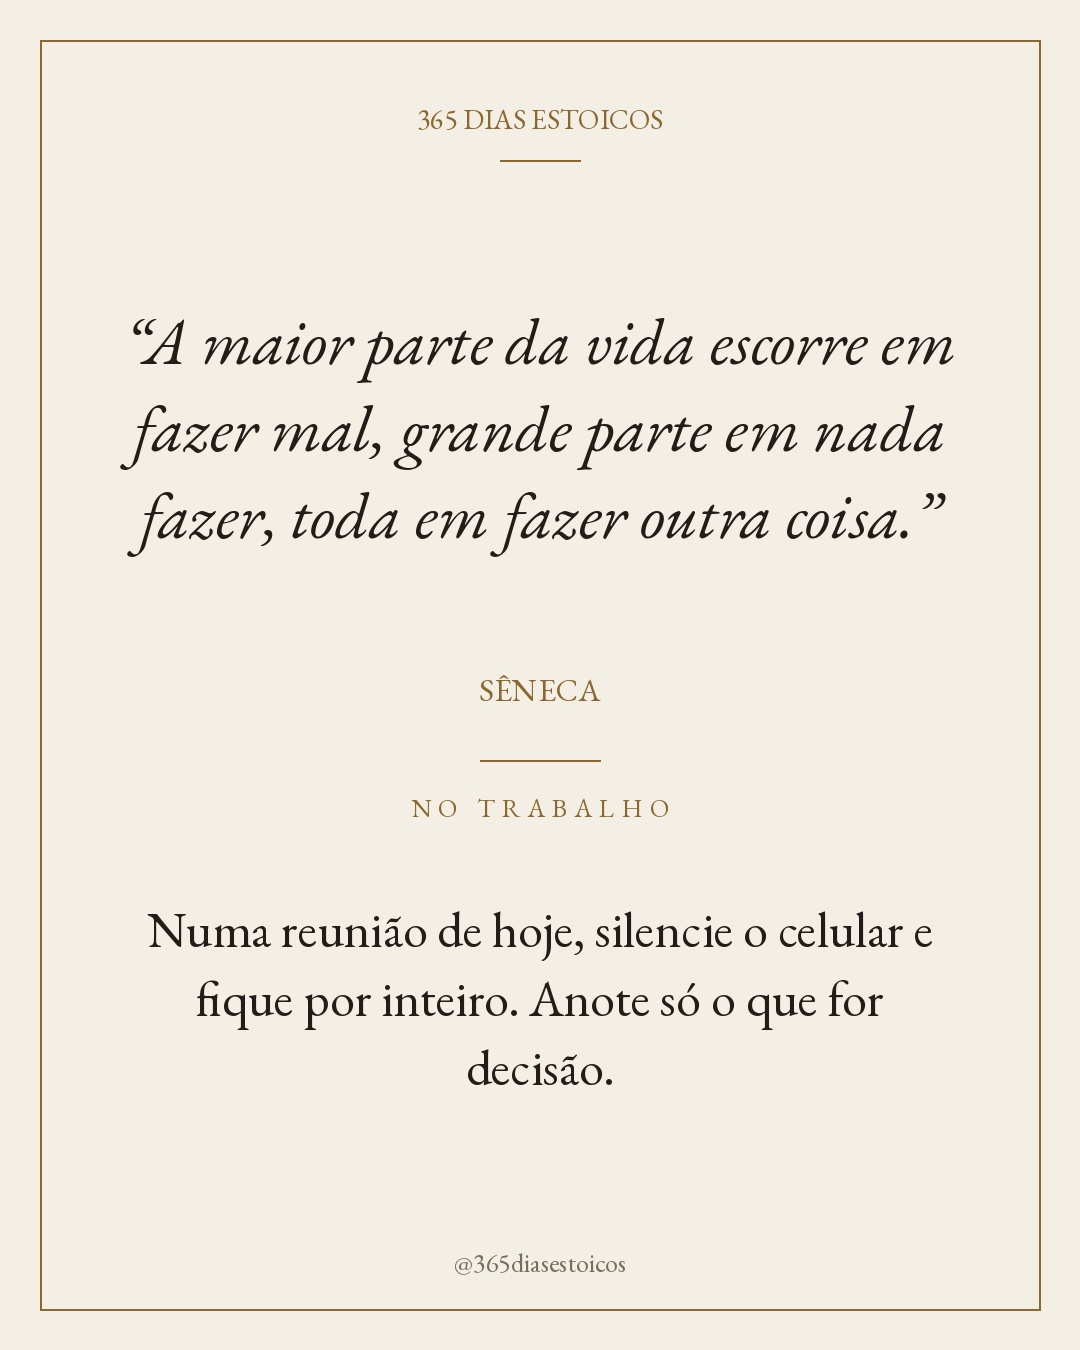 365 DIAS ESTOICOS
“A maior parte da vida escorre em
fazer mal, grande parte em nada
fazer, toda em fazer outra coisa.”
SÊNECA
NO TRABALHO
Numa reunião de hoje, silencie o celular e
fique por inteiro. Anote só o que for
decisão.
@365diasestoicos